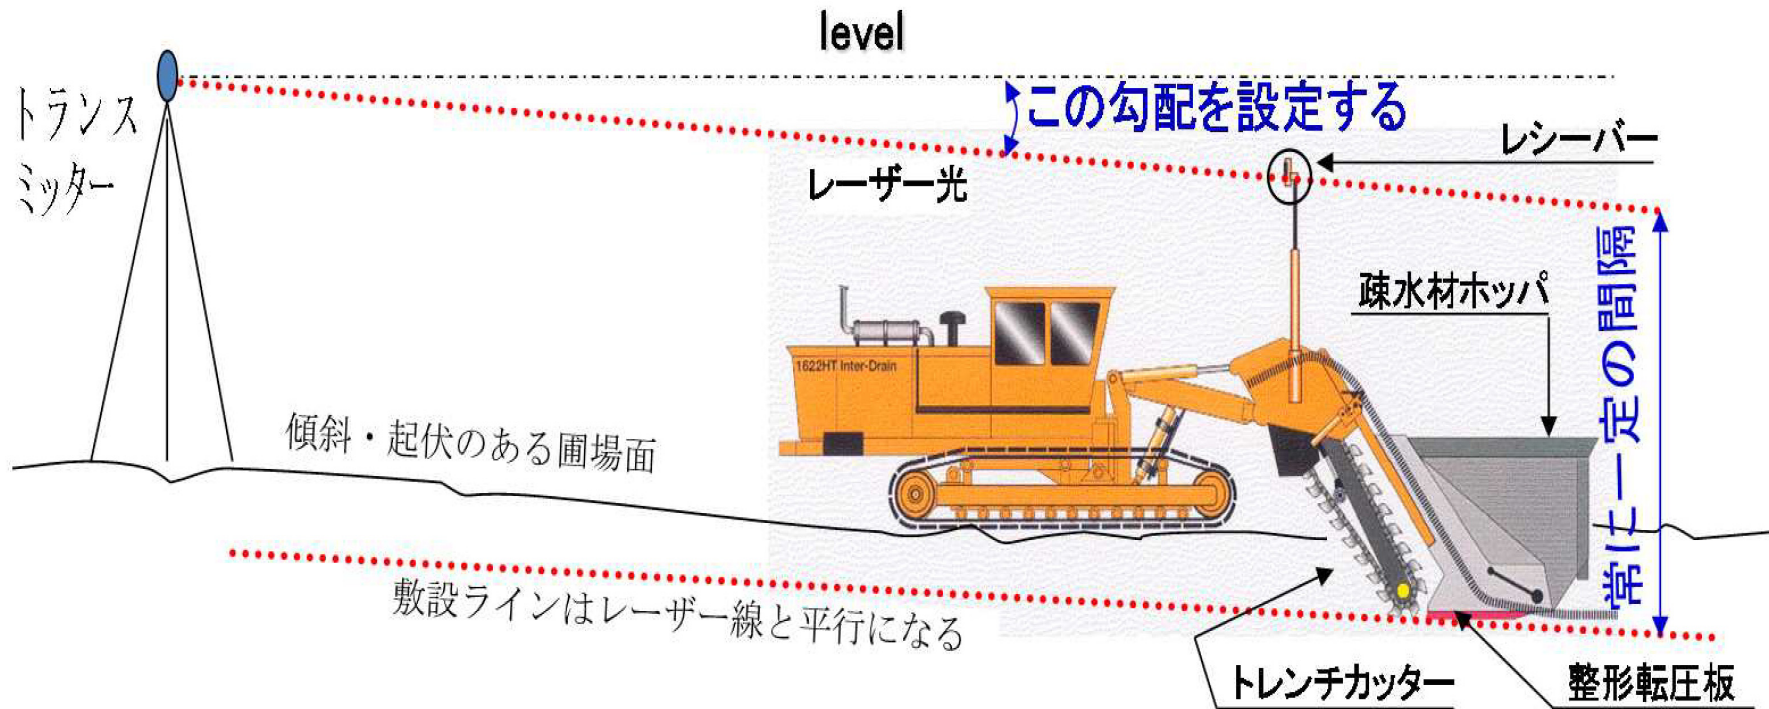 level
トランス
ミッター
この勾配を設定する
レシーバー
レーザー光
疎水材ホッパ
常に一定の間隔
1622HT Inter-Drain
傾斜・起伏のある圃場面
敷設ラインはレーザー線と平行になる
トレンチカッター
整形転圧板